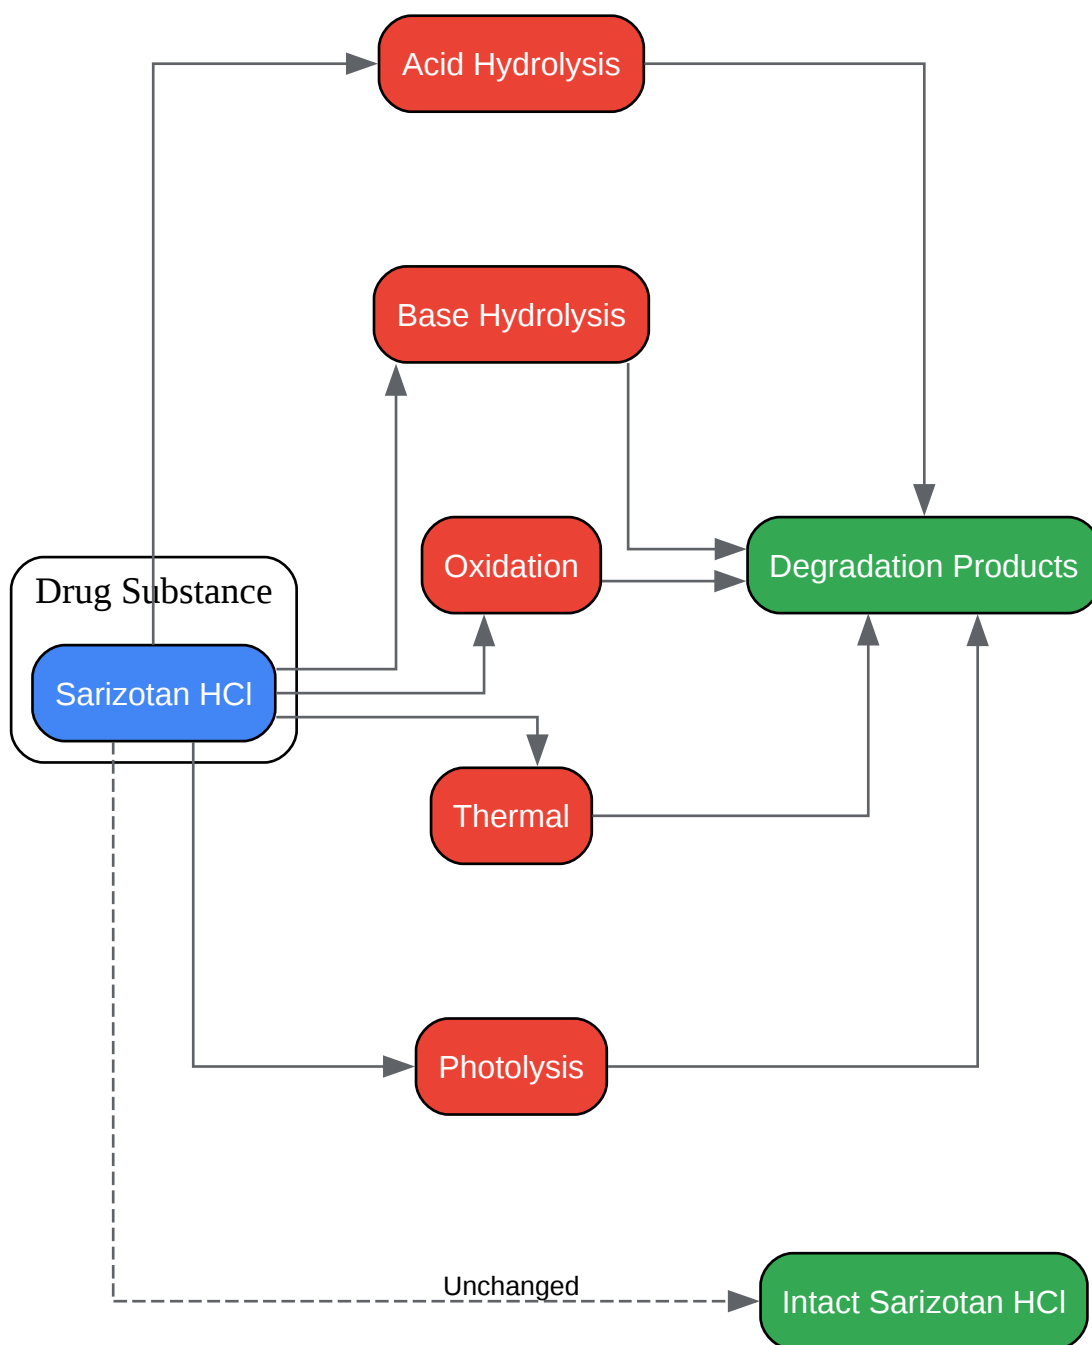 Acid Hydrolysis
Base Hydrolysis
Oxidation
Degradation Products
Drug Substance
Sarizotan HCl
Thermal
Photolysis
Unchanged
Intact Sarizotan HCl